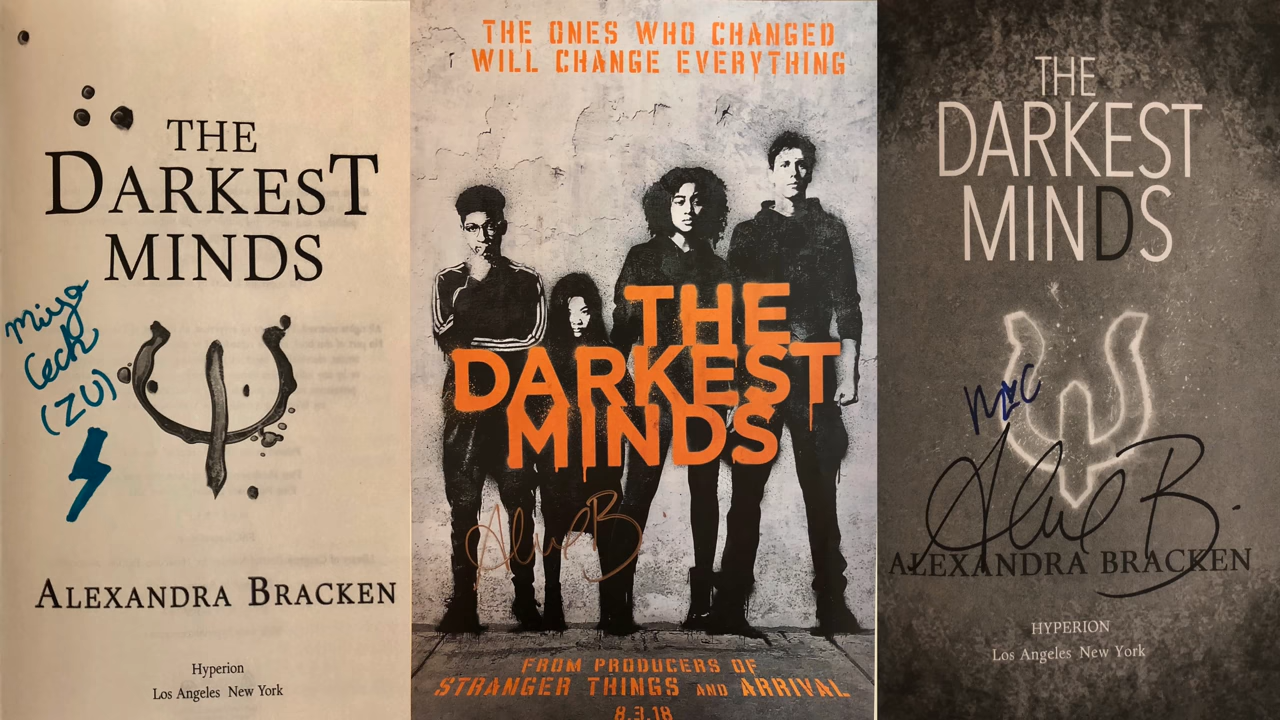 THE
DARKEST
MINDS
Miya
Cech
(ZU)
ALEXANDRA BRACKEN
Hyperion
Los Angeles New York
THE ONES WHO CHANGED
WILL CHANGE EVERYTHING
THE
DARKEST
MINDS
FROM PRODUCERS OF
STRANGER THINGS AND ARRIVAL
8.3.18
THE
DARKEST
MINDS
ALEXANDRA BRACKEN
HYPERION
Los Angeles New York